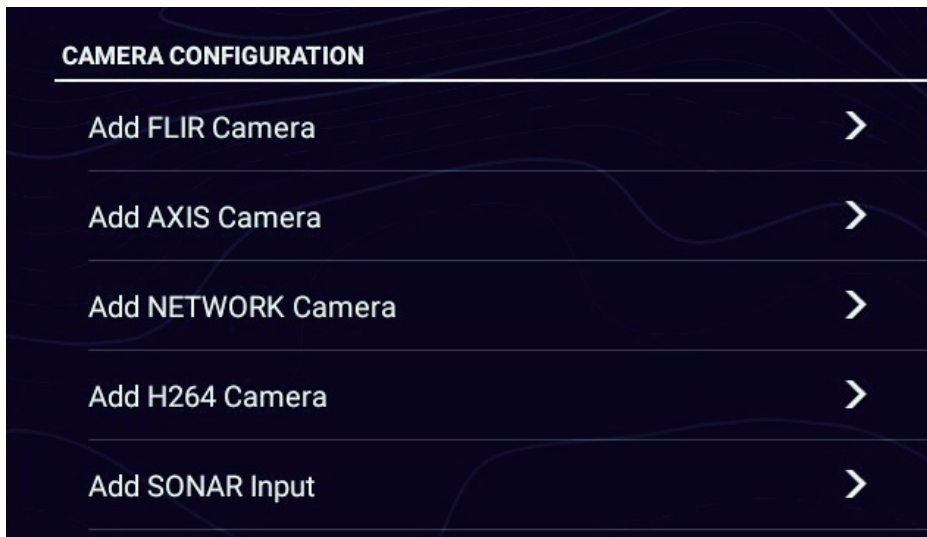 CAMERA CONFIGURATION
Add FLIR Camera
Add AXIS Camera
Add NETWORK Camera
Add H264 Camera
Add SONAR Input